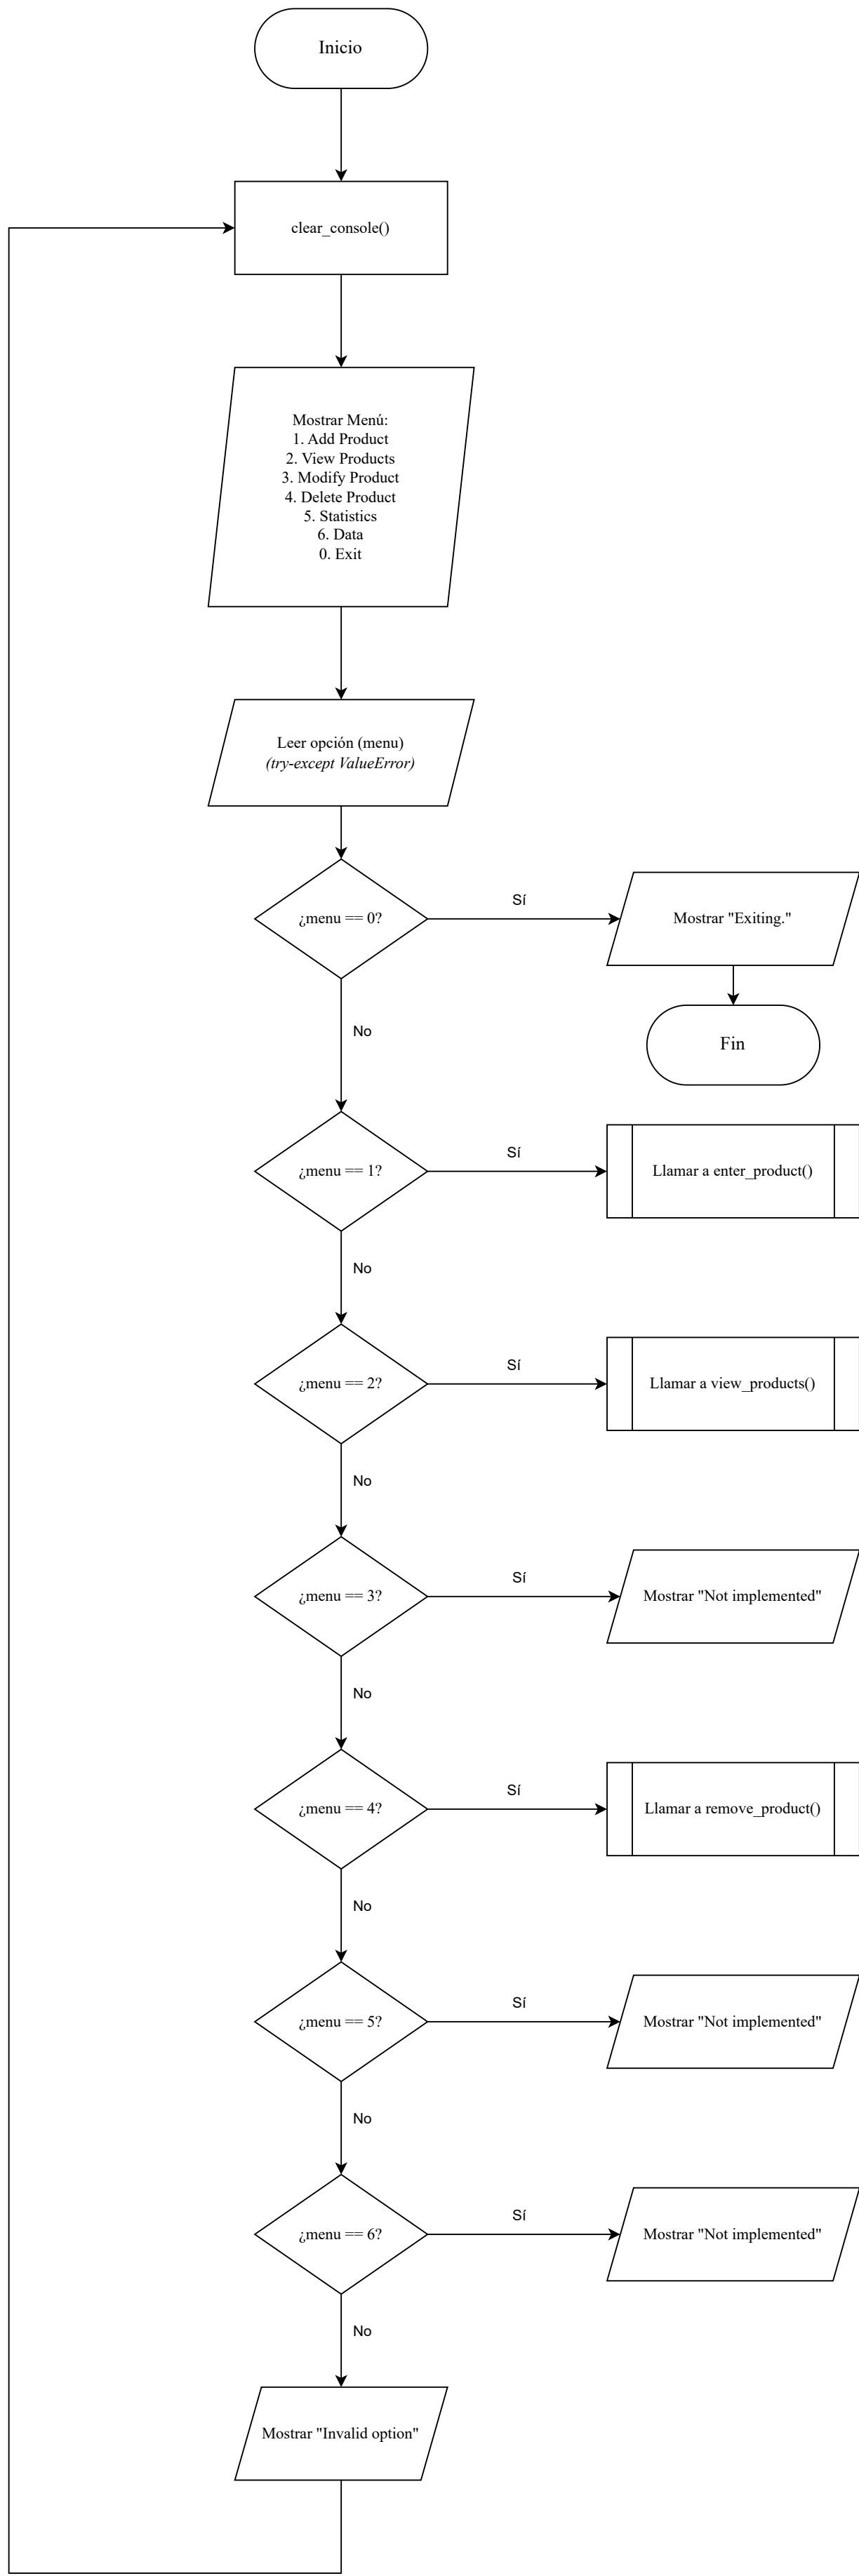 Inicio
clear_console()
Mostrar Menú:
1. Add Product
2. View Products
3. Modify Product
4. Delete Product
5. Statistics
6. Data
0. Exit
Leer opción (menu)
(try-except ValueError)
¿menu == 0?
Sí
Mostrar "Exiting."
No
Fin
¿menu == 1?
Sí
Llamar a enter_product()
No
¿menu == 2?
Sí
Llamar a view_products()
No
¿menu == 3?
Sí
Mostrar "Not implemented"
No
¿menu == 4?
Sí
Llamar a remove_product()
No
¿menu == 5?
Sí
Mostrar "Not implemented"
No
¿menu == 6?
Sí
Mostrar "Not implemented"
No
Mostrar "Invalid option"